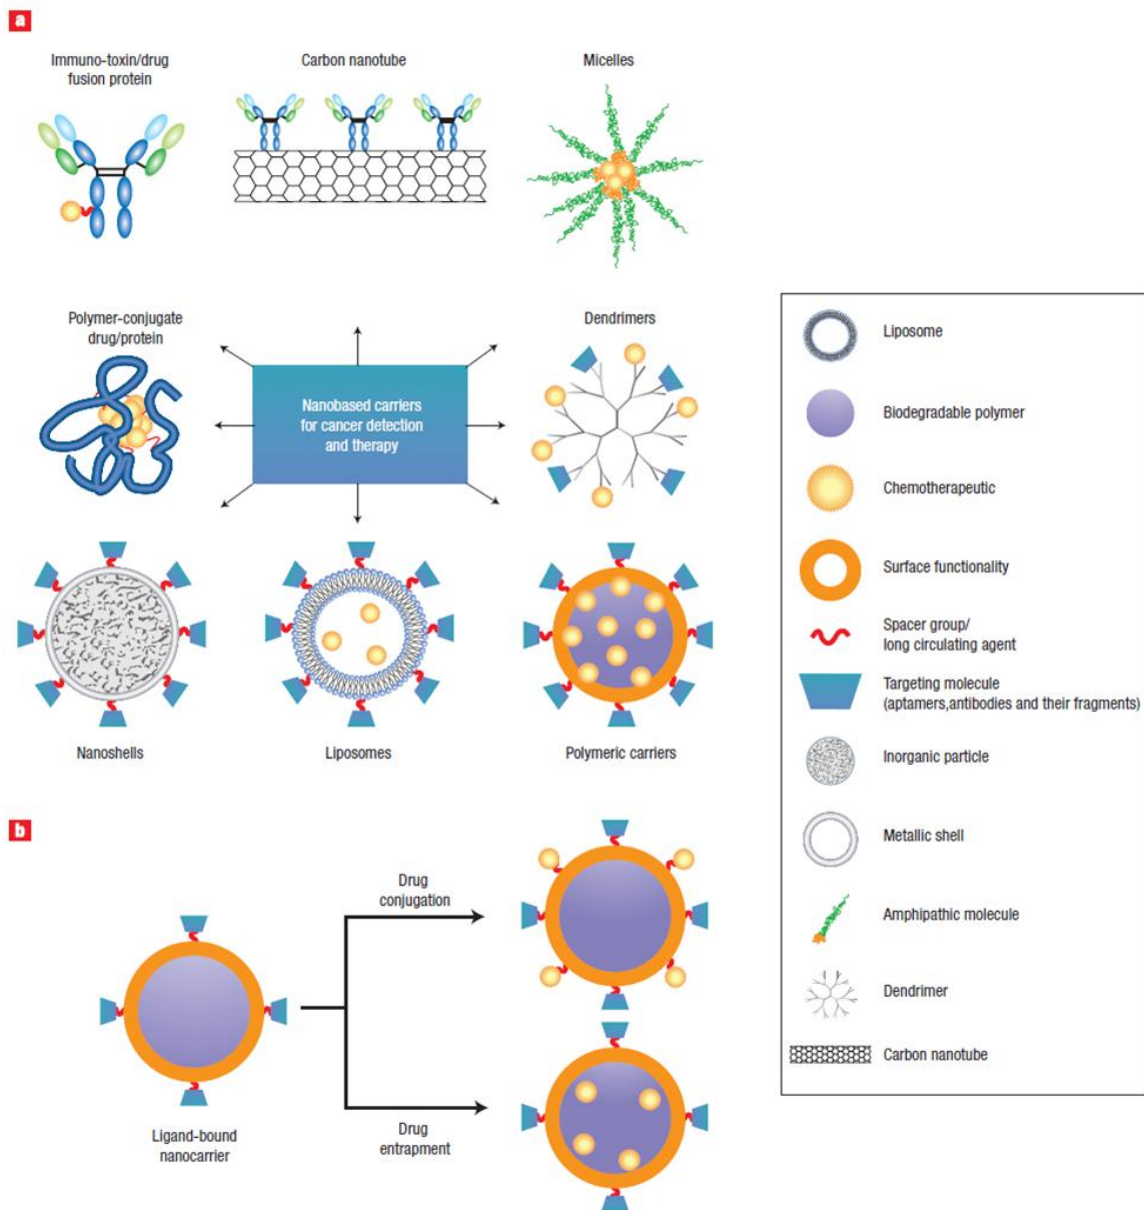 a
Immuno-toxin/drug
fusion protein
Carbon nanotube
Micelles
Polymer-conjugate
drug/protein
Nanobased carriers
for cancer detection
and therapy
Dendrimers
Nanoshells
Liposomes
Polymeric carriers
Liposome
Biodegradable polymer
Chemotherapeutic
Surface functionality
Spacer group/
long circulating agent
Targeting molecule
(aptamers,antibodies and their fragments)
Inorganic particle
Metallic shell
Amphipathic molecule
Dendrimer
Carbon nanotube
b
Ligand-bound
nanocarrier
Drug
conjugation
Drug
entrapment